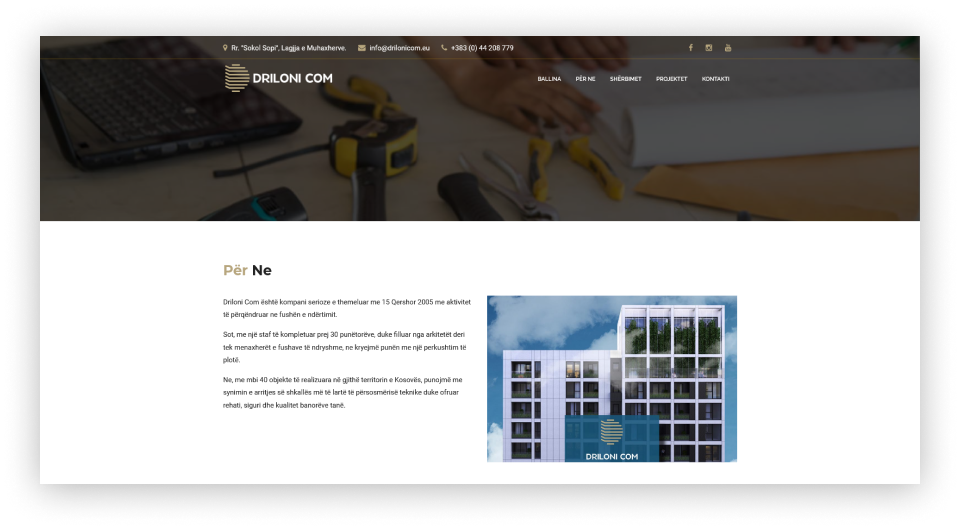 Rr. "Sokol Sopi", Lagjja e Muhaxherve. info@drilonicom.eu +383 (0) 44 208 779
DRILONI COM
BALLINA PËR NE SHËRBIMET PROJEKTET KONTAKTI
Për Ne
Driloni Com është kompani serioze e themeluar me 15 Qershor 2005 me aktivitet
të përqëndruar ne fushën e ndërtimit.
Sot, me një staf të kompletuar prej 30 punëtorëve, duke filluar nga arkitetët deri
tek menaxherët e fushave të ndryshme, ne kryejmë punën me një perkushtim të
plotë.
Ne, me mbi 40 objekte të realizuara në gjithë territorin e Kosovës, punojmë me
synimin e arritjes së shkallës më të lartë të përsosmërisë teknike duke ofruar
rehati, siguri dhe kualitet banorëve tanë.
DRILONI COM